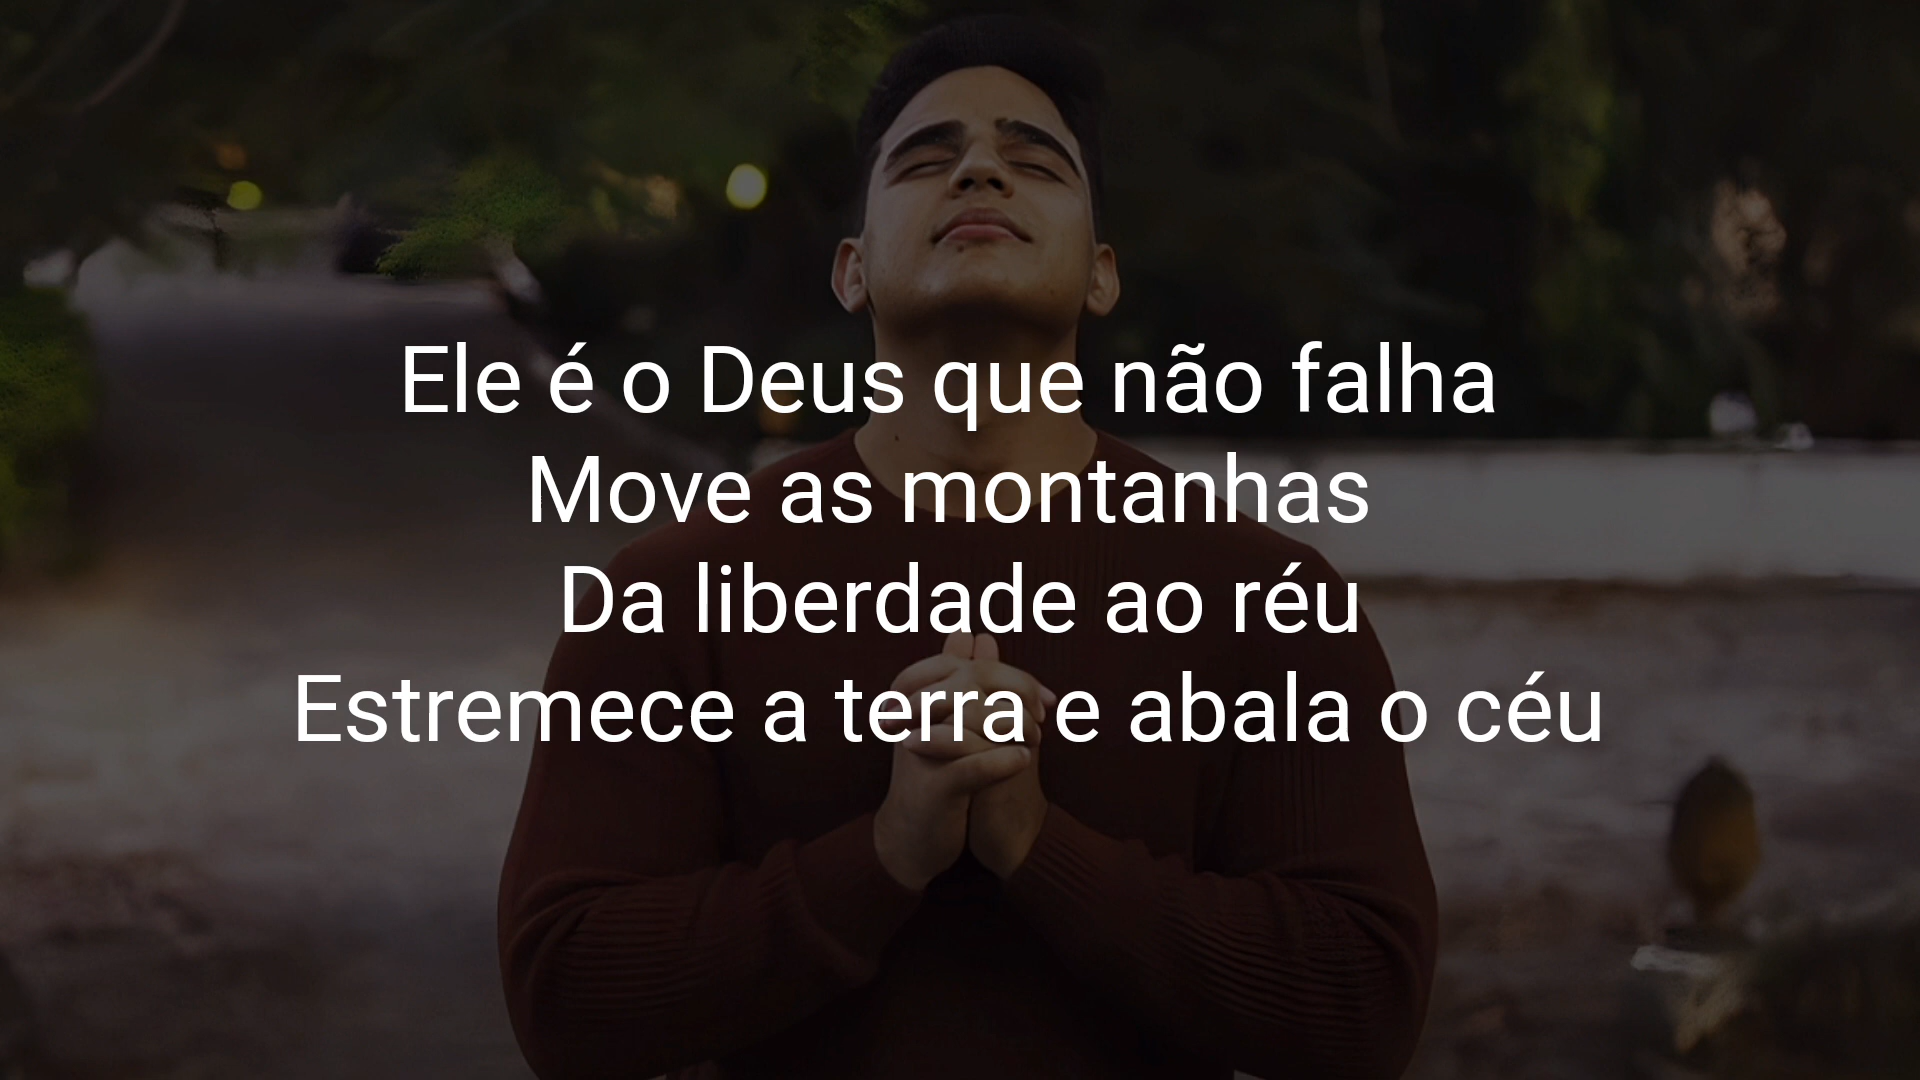 Ele é o Deus que não falha
Move as montanhas
Da liberdade ao réu
Estremece a terra e abala o céu